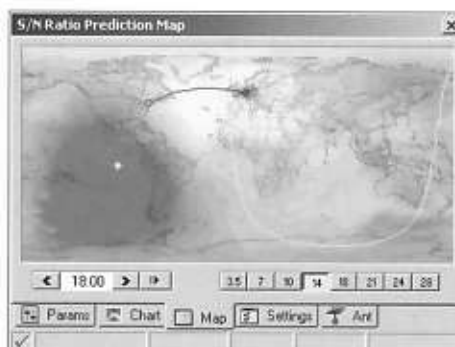 S/N Ratio Prediction Map
18:00
3.5 7 10 14 18 21 24 28
Params Chart Map Settings Ant